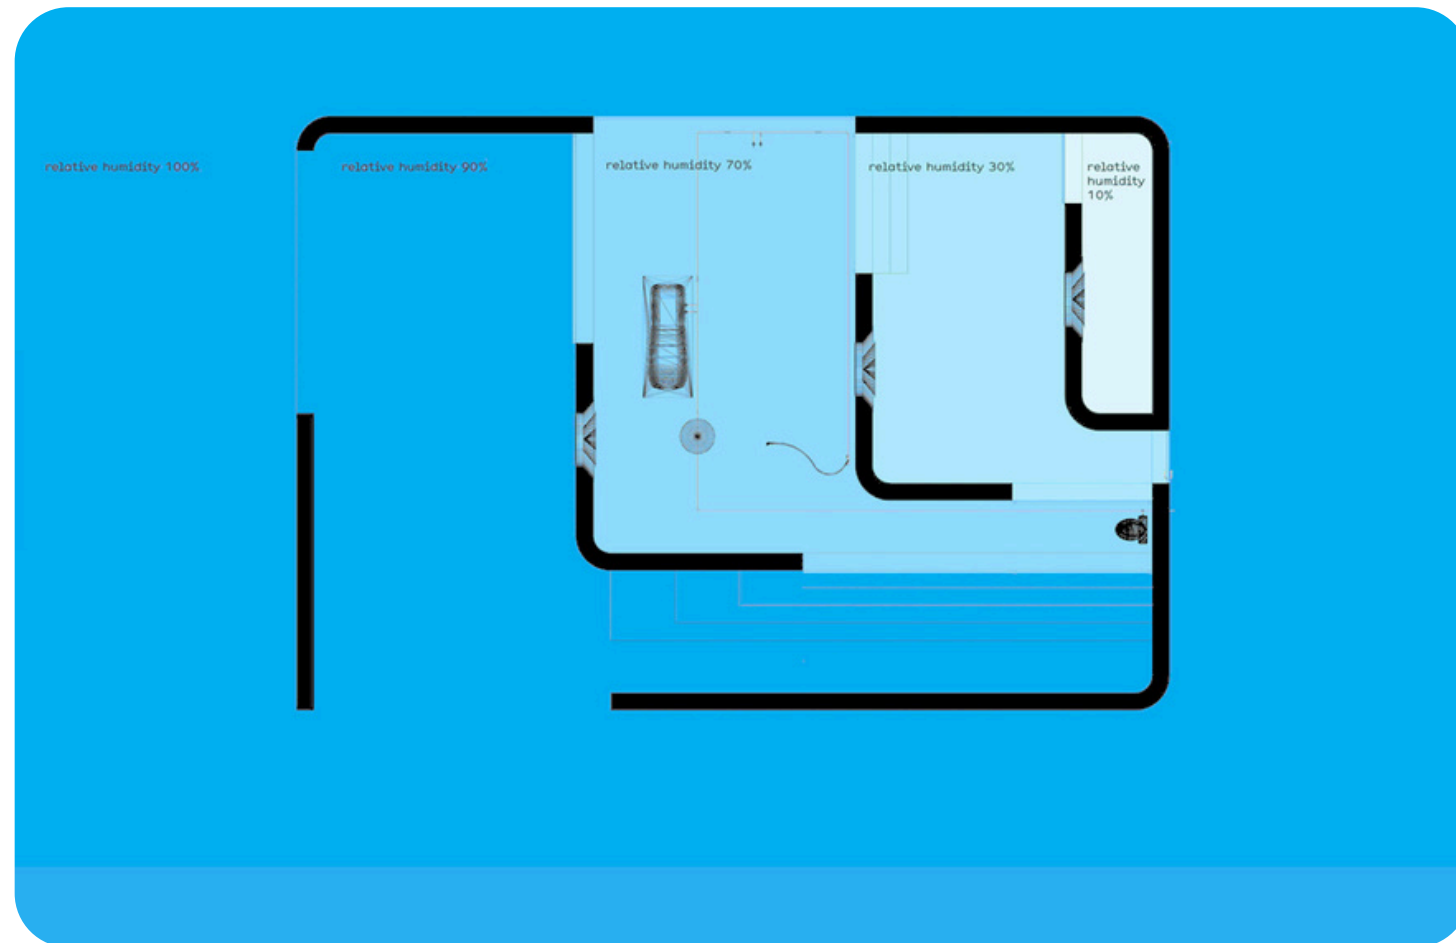 relative humidity 100%
relative humidity 90%
relative humidity 70%
relative humidity 30%
relative
humidity
10%